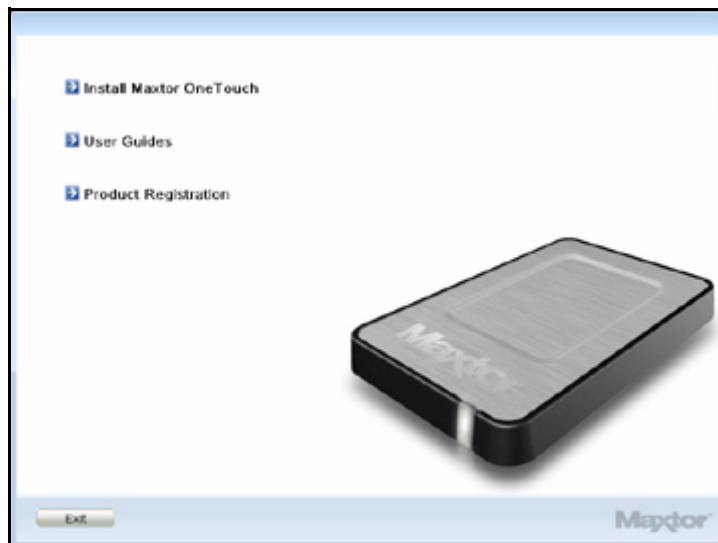 Install Maxtor OneTouch
User Guides
Product Registration
Maxtor
Exit
Maxtor